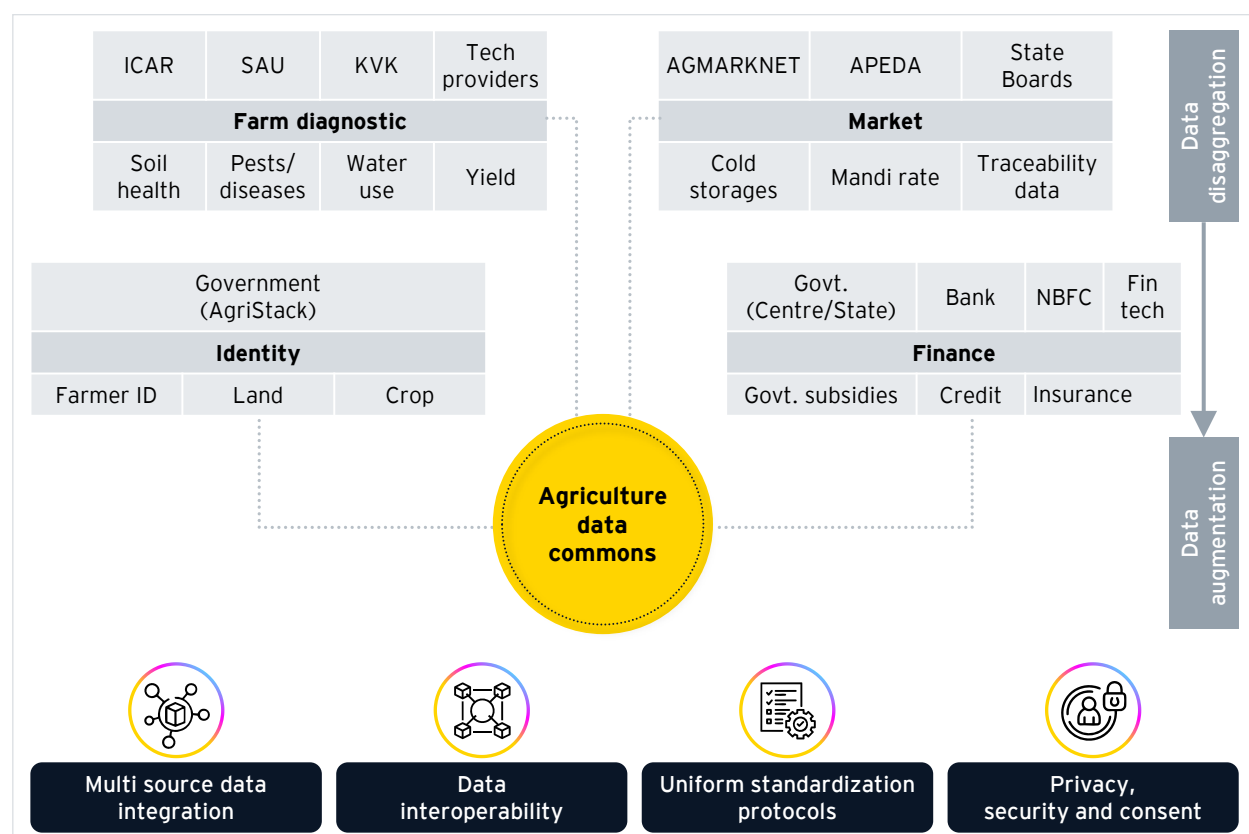 ICAR
SAU
KVK
Tech
providers
Farm diagnostic
Soil
health
Pests/
diseases
Water
use
Yield
AGMARKNET
APEDA
State
Boards
Market
Cold
storages
Mandi rate
Traceability
data
Data
disaggregation
Government
(AgriStack)
Identity
Farmer ID
Land
Crop
Govt.
(Centre/State)
Bank
NBFC
Fin
tech
Finance
Govt. subsidies
Credit
Insurance
Agriculture
data
commons
Data
augmentation
Multi source data
integration
Data
interoperability
Uniform standardization
protocols
Privacy,
security and consent